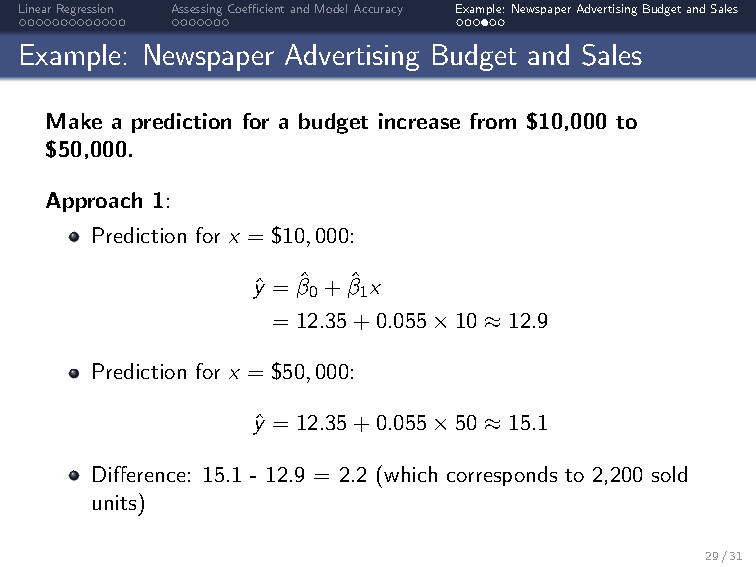 Linear Regression
Assessing Coefficient and Model Accuracy
Example: Newspaper Advertising Budget and Sales
Example: Newspaper Advertising Budget and Sales
Make a prediction for a budget increase from $10,000 to
$50,000.
Approach 1:
Prediction for x = $10,000:
ŷ = β̂₀ + β̂₁x
= 12.35 + 0.055 × 10 ≈ 12.9
Prediction for x = $50,000:
ŷ = 12.35 + 0.055 × 50 ≈ 15.1
Difference: 15.1 - 12.9 = 2.2 (which corresponds to 2,200 sold
units)
29 / 31